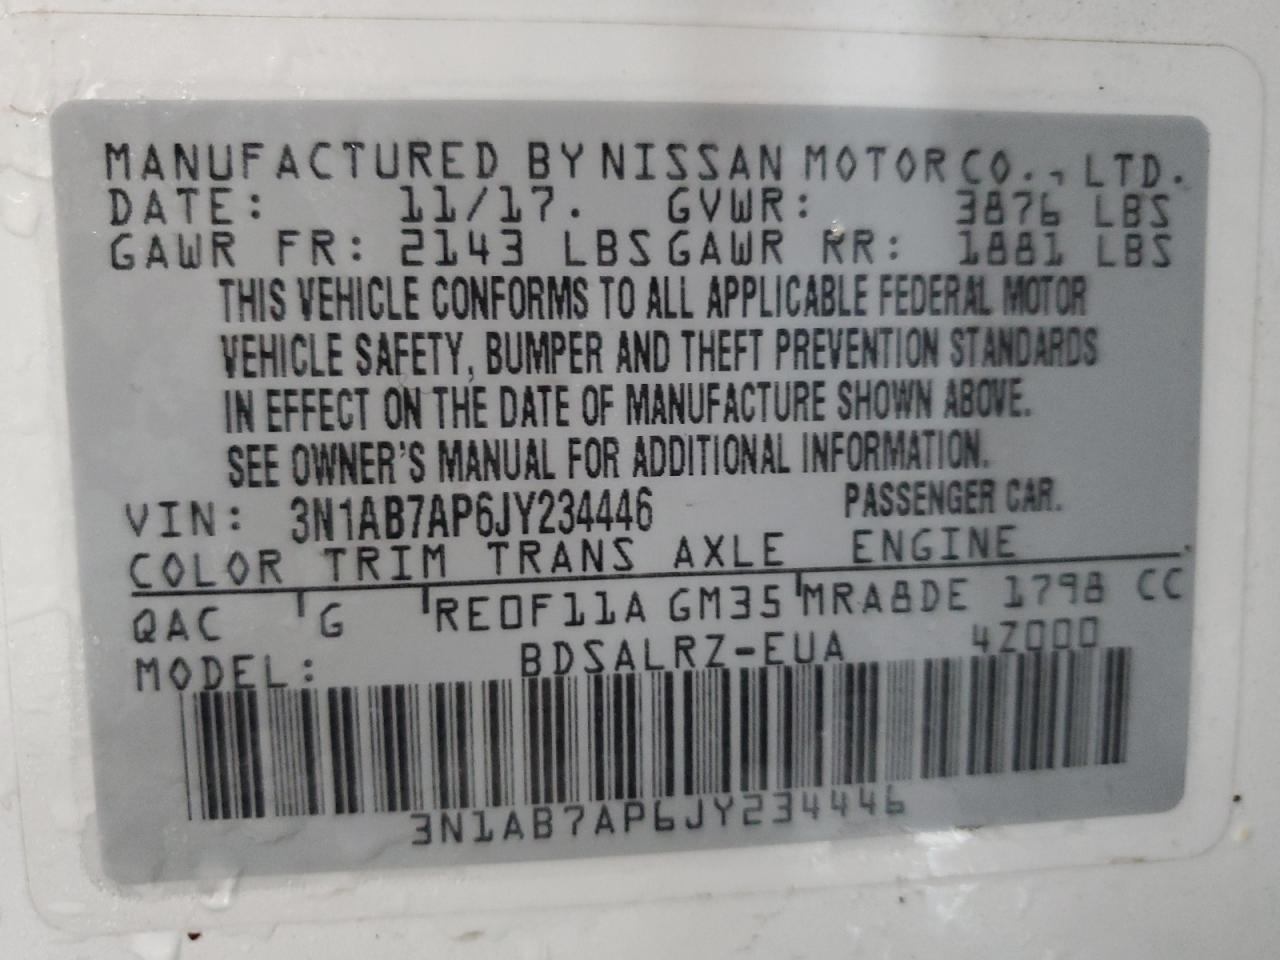 MANUFACTURED BY NISSAN MOTOR CO., LTD.
DATE: 11/17. GVWR: 3876 LBS
GAWR FR: 2143 LBS GAWR RR: 1881 LBS
THIS VEHICLE CONFORMS TO ALL APPLICABLE FEDERAL MOTOR
VEHICLE SAFETY, BUMPER AND THEFT PREVENTION STANDARDS
IN EFFECT ON THE DATE OF MANUFACTURE SHOWN ABOVE.
SEE OWNER'S MANUAL FOR ADDITIONAL INFORMATION.
VIN: 3N1AB7AP6JY234446 PASSENGER CAR.
COLOR TRIM TRANS AXLE ENGINE
QAC G RE0F11A GM35 MRA8DE 1798 CC
MODEL: BDSALRZ-EUA 4Z000
3N1AB7AP6JY234446